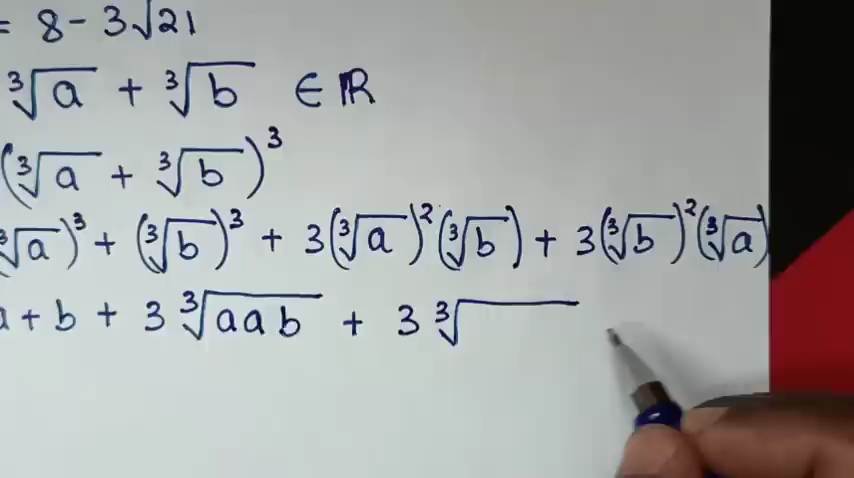 = 8 - 3√21
∛a + ∛b ∈ ℝ
(∛a + ∛b)³
∛a)³ + (∛b)³ + 3(∛a)²(∛b) + 3(∛b)²(∛a)
a + b + 3∛aab + 3∛